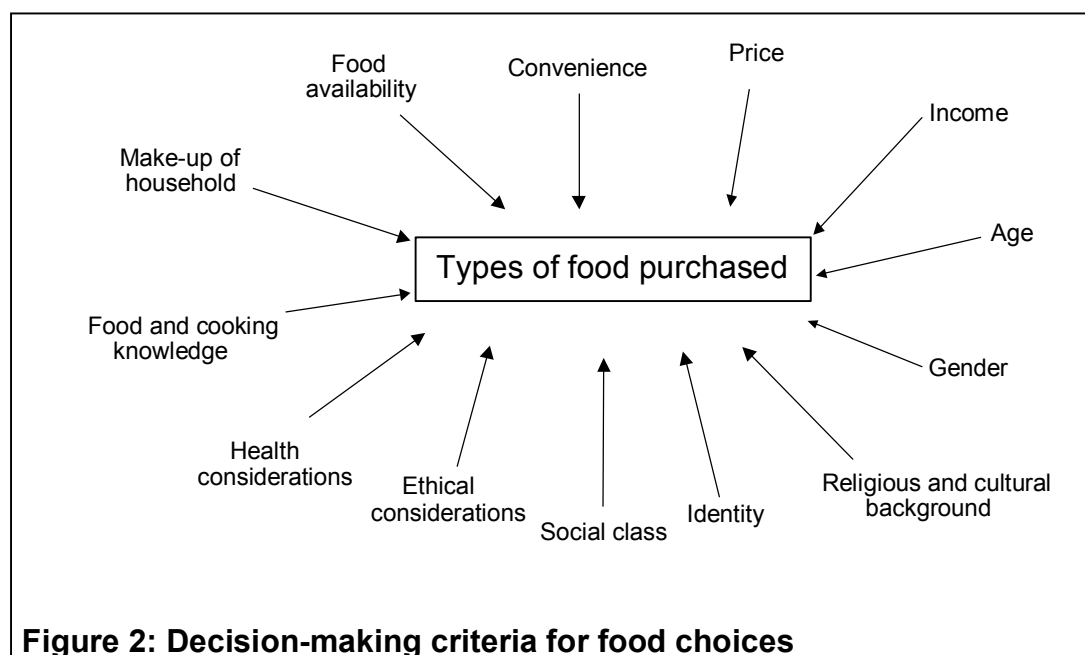 Food
availability
Convenience
Price
Income
Make-up of
household
Age
Types of food purchased
Food and cooking
knowledge
Gender
Health
considerations
Ethical
considerations
Social class
Identity
Religious and cultural
background
Figure 2: Decision-making criteria for food choices